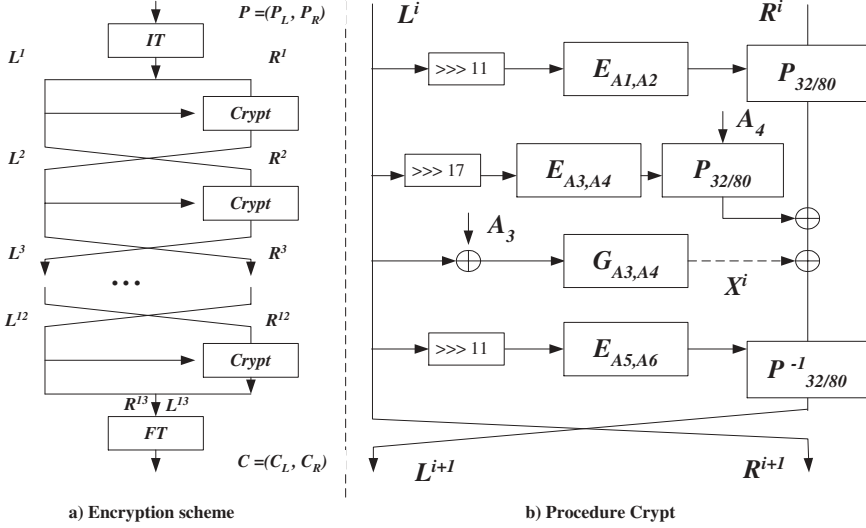 P =(P_L, P_R)
IT
L^1
R^1
Crypt
L^2
R^2
Crypt
L^3
R^3
...
L^12
R^12
Crypt
R^13
L^13
FT
C =(C_L, C_R)
a) Encryption scheme
L^i
R^i
>>> 11
E_A1,A2
P_32/80
A_4
>>> 17
E_A3,A4
P_32/80
A_3
G_A3,A4
X^i
>>> 11
E_A5,A6
P^-1_32/80
L^i+1
R^i+1
b) Procedure Crypt